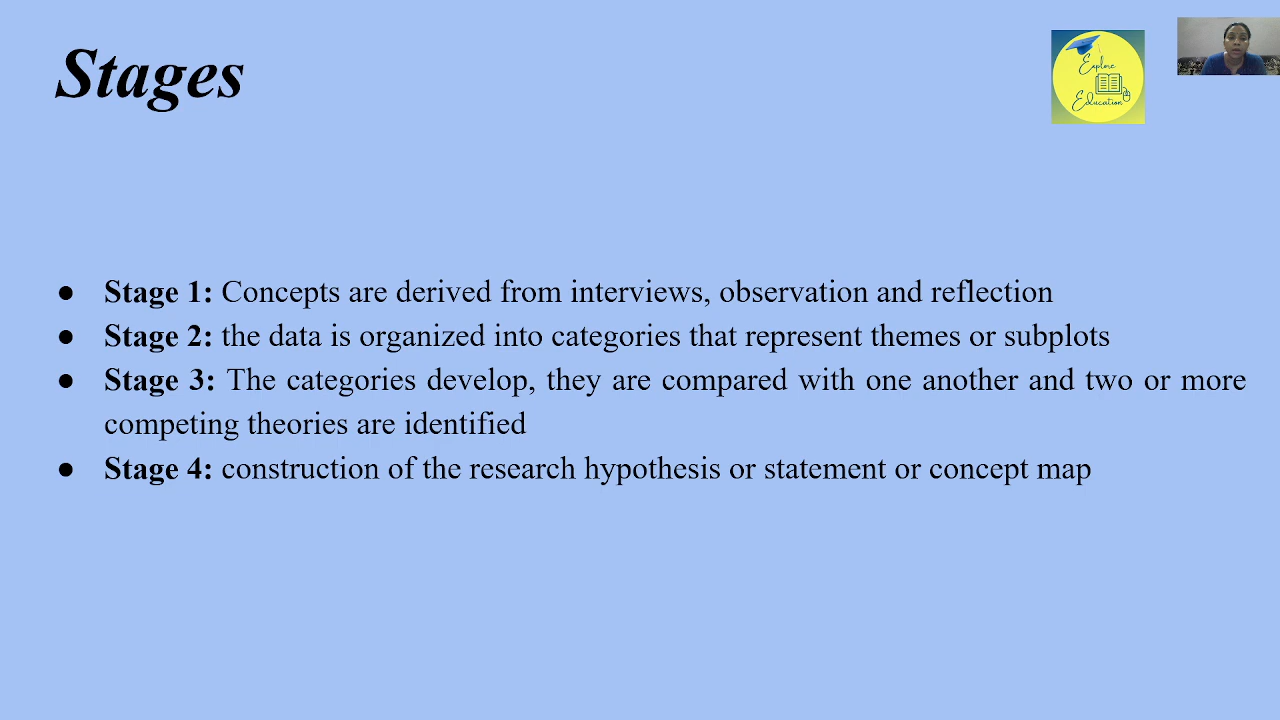 Stages
Explore
Education
● Stage 1: Concepts are derived from interviews, observation and reflection
● Stage 2: the data is organized into categories that represent themes or subplots
● Stage 3: The categories develop, they are compared with one another and two or more
competing theories are identified
● Stage 4: construction of the research hypothesis or statement or concept map